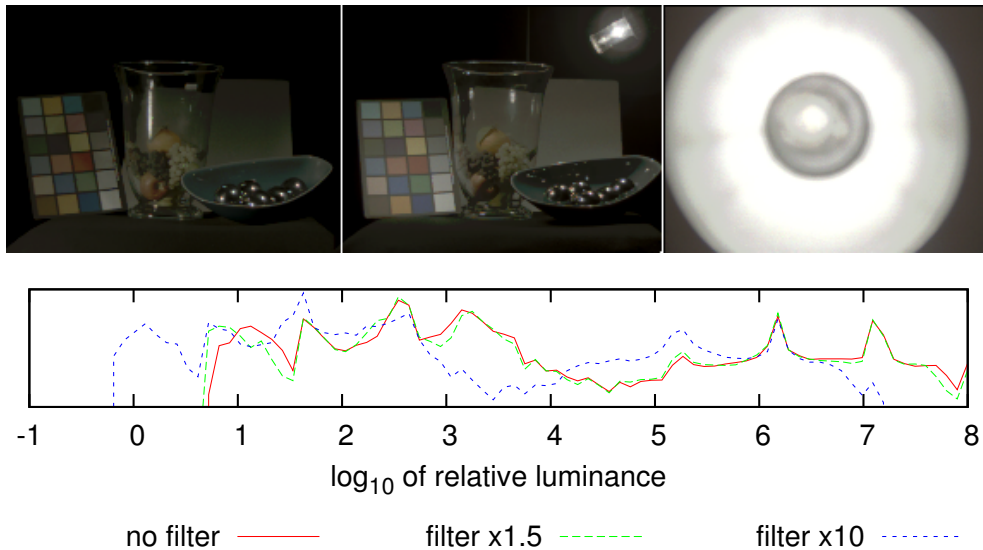 -1 0 1 2 3 4 5 6 7 8
log₁₀ of relative luminance
no filter filter x1.5 filter x10